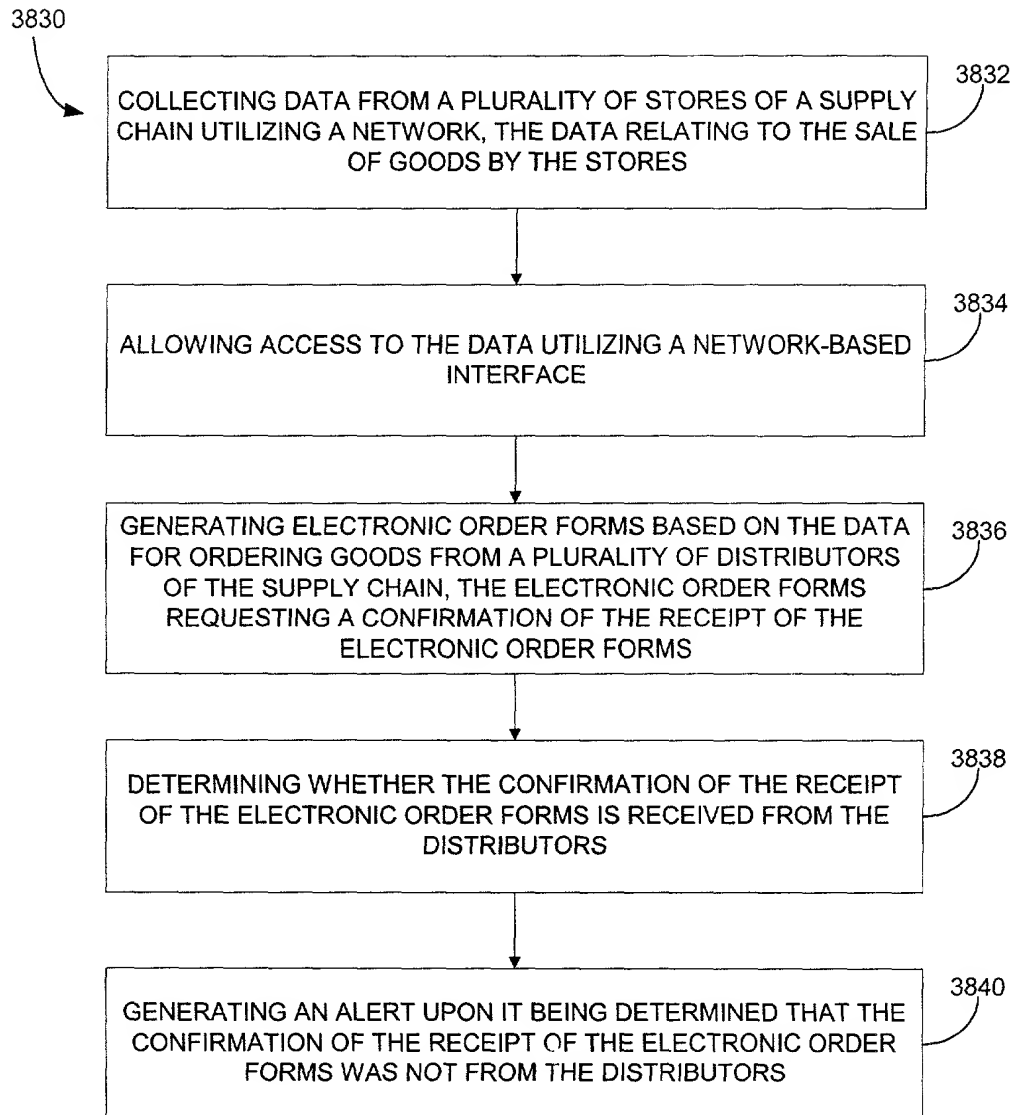 3830
3832
COLLECTING DATA FROM A PLURALITY OF STORES OF A SUPPLY
CHAIN UTILIZING A NETWORK, THE DATA RELATING TO THE SALE
OF GOODS BY THE STORES
3834
ALLOWING ACCESS TO THE DATA UTILIZING A NETWORK-BASED
INTERFACE
3836
GENERATING ELECTRONIC ORDER FORMS BASED ON THE DATA
FOR ORDERING GOODS FROM A PLURALITY OF DISTRIBUTORS
OF THE SUPPLY CHAIN, THE ELECTRONIC ORDER FORMS
REQUESTING A CONFIRMATION OF THE RECEIPT OF THE
ELECTRONIC ORDER FORMS
3838
DETERMINING WHETHER THE CONFIRMATION OF THE RECEIPT
OF THE ELECTRONIC ORDER FORMS IS RECEIVED FROM THE
DISTRIBUTORS
3840
GENERATING AN ALERT UPON IT BEING DETERMINED THAT THE
CONFIRMATION OF THE RECEIPT OF THE ELECTRONIC ORDER
FORMS WAS NOT FROM THE DISTRIBUTORS